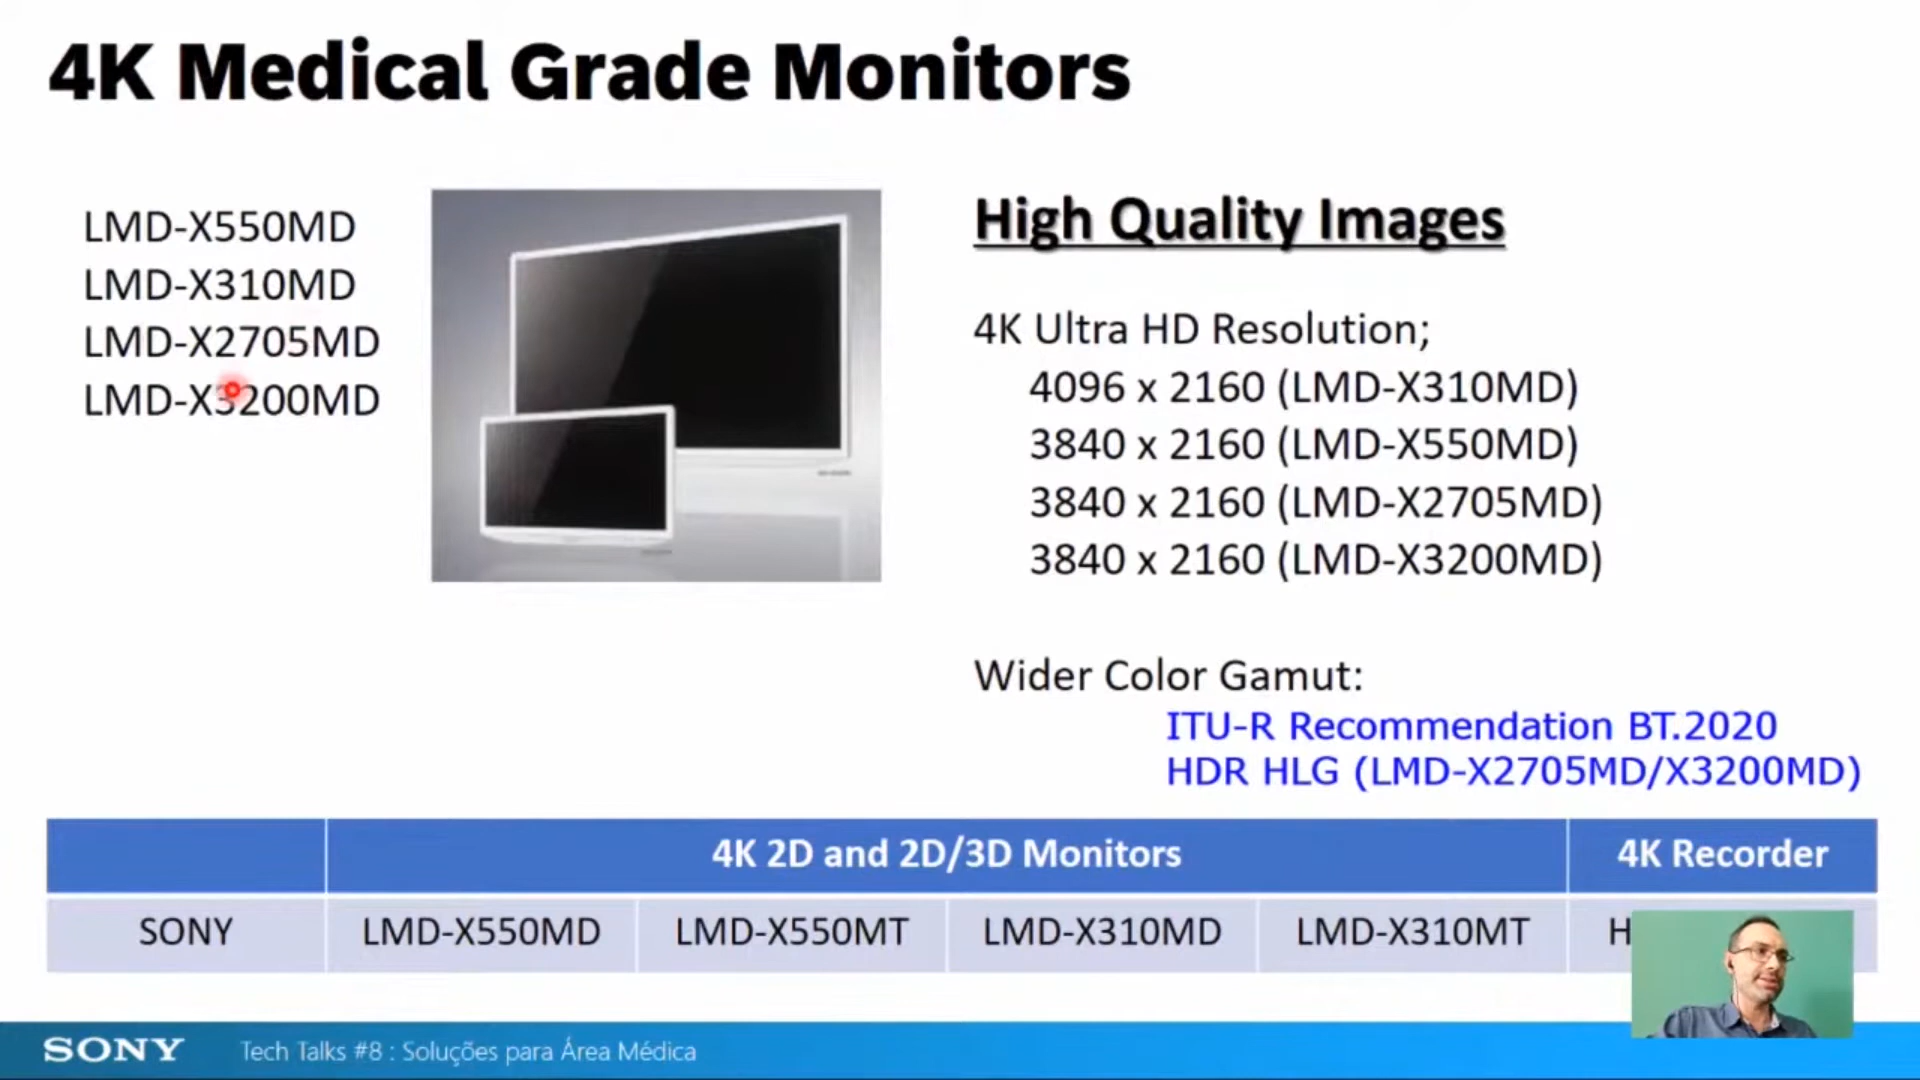 4K Medical Grade Monitors
LMD-X550MD
LMD-X310MD
LMD-X2705MD
LMD-X3200MD
High Quality Images
4K Ultra HD Resolution;
4096 x 2160 (LMD-X310MD)
3840 x 2160 (LMD-X550MD)
3840 x 2160 (LMD-X2705MD)
3840 x 2160 (LMD-X3200MD)
Wider Color Gamut:
ITU-R Recommendation BT.2020
HDR HLG (LMD-X2705MD/X3200MD)
4K 2D and 2D/3D Monitors 4K Recorder
SONY LMD-X550MD LMD-X550MT LMD-X310MD LMD-X310MT
SONY Tech Talks #8 : Soluções para Área Médica